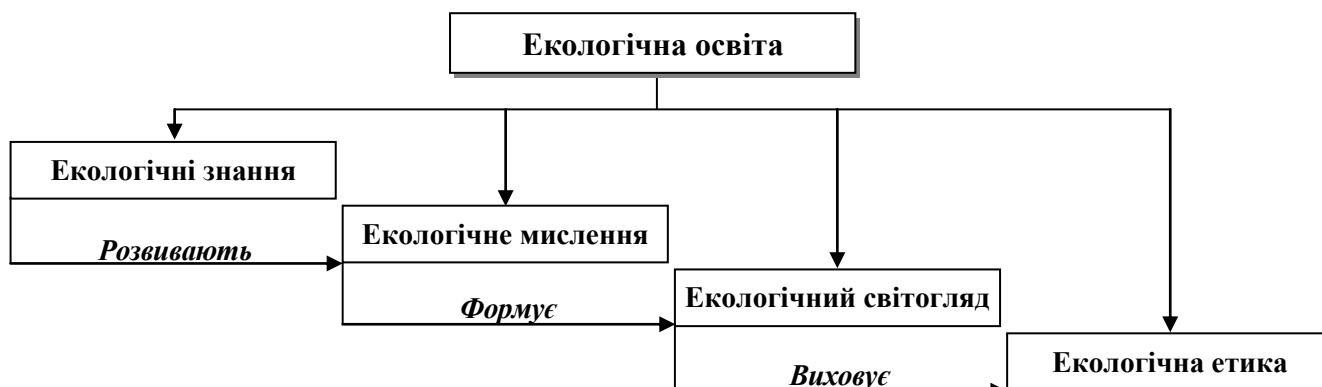 Екологічна освіта
Екологічні знання
Розвивають
Екологічне мислення
Формує
Екологічний світогляд
Виховує
Екологічна етика